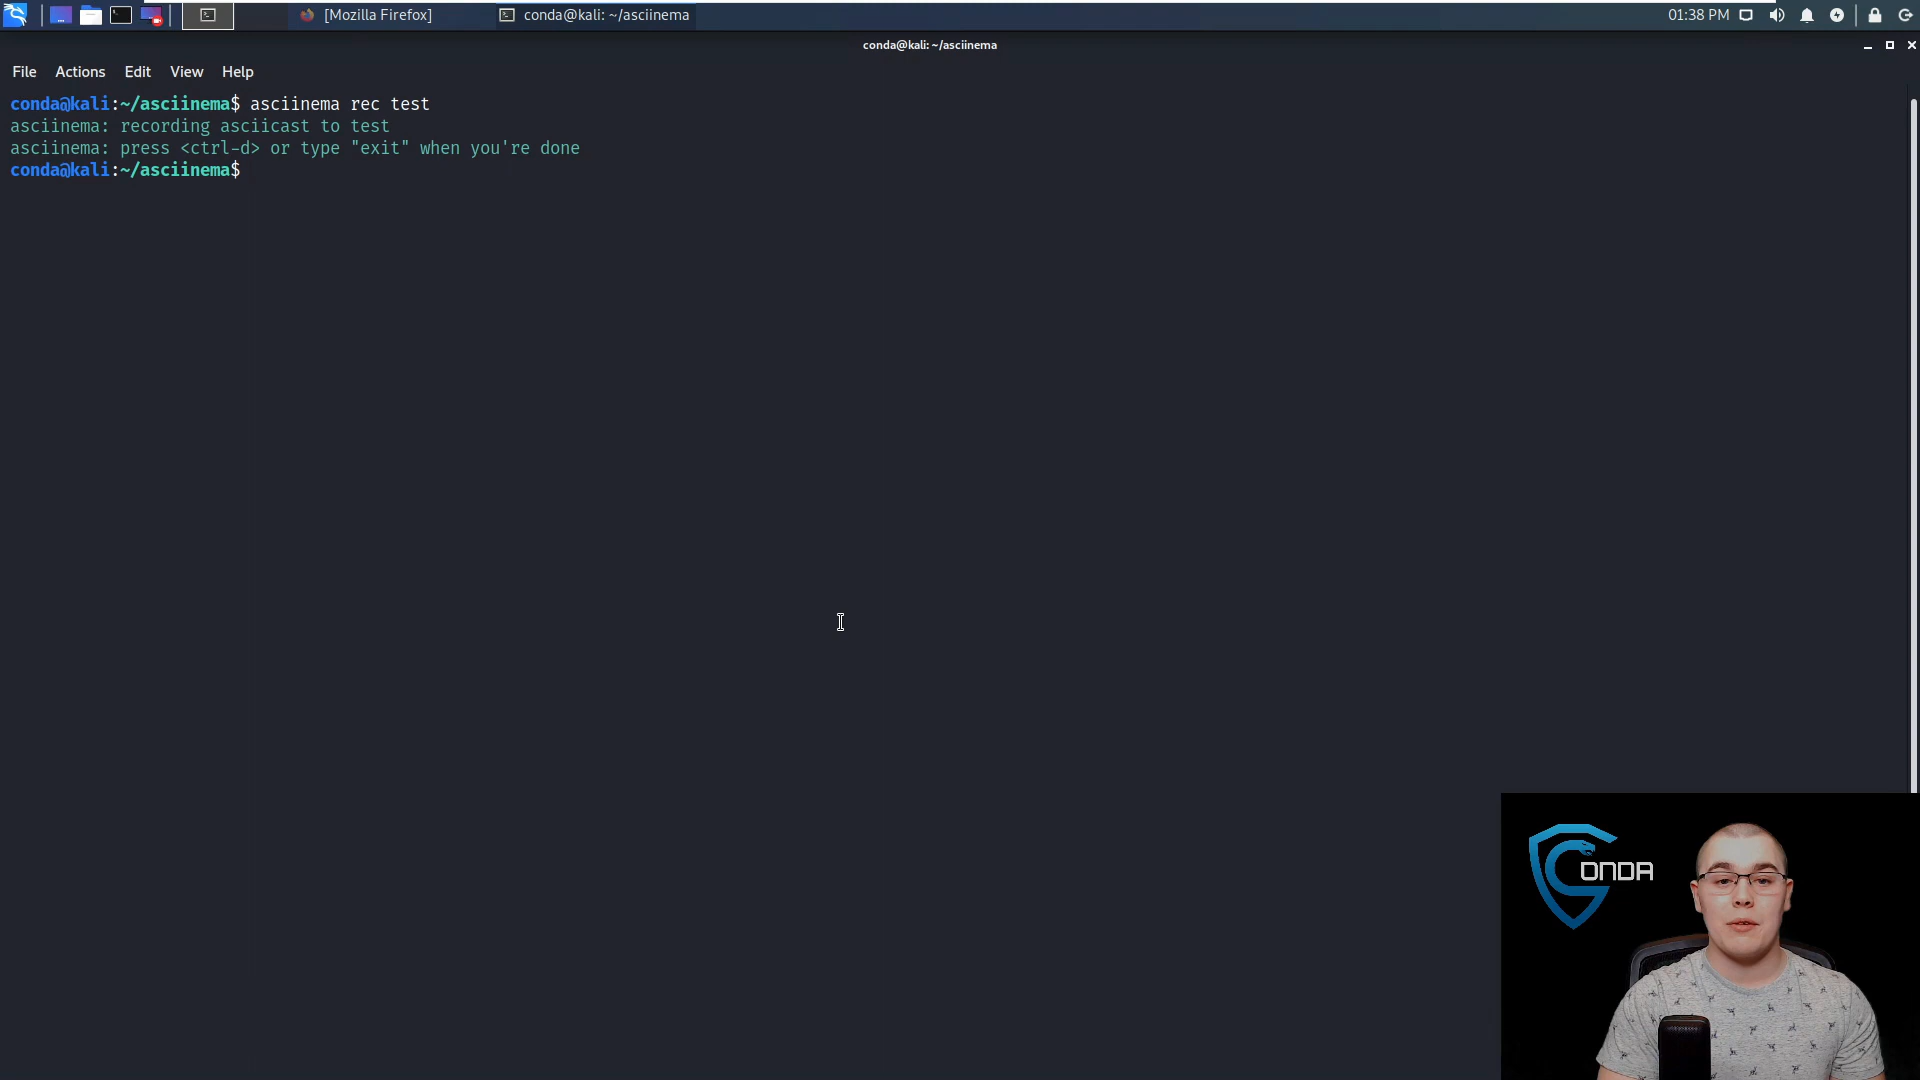 [Mozilla Firefox]
conda@kali: ~/asciinema
01:38 PM
conda@kali: ~/asciinema
File Actions Edit View Help
conda@kali:~/asciinema$ asciinema rec test
asciinema: recording asciicast to test
asciinema: press <ctrl-d> or type "exit" when you're done
conda@kali:~/asciinema$
CONDA